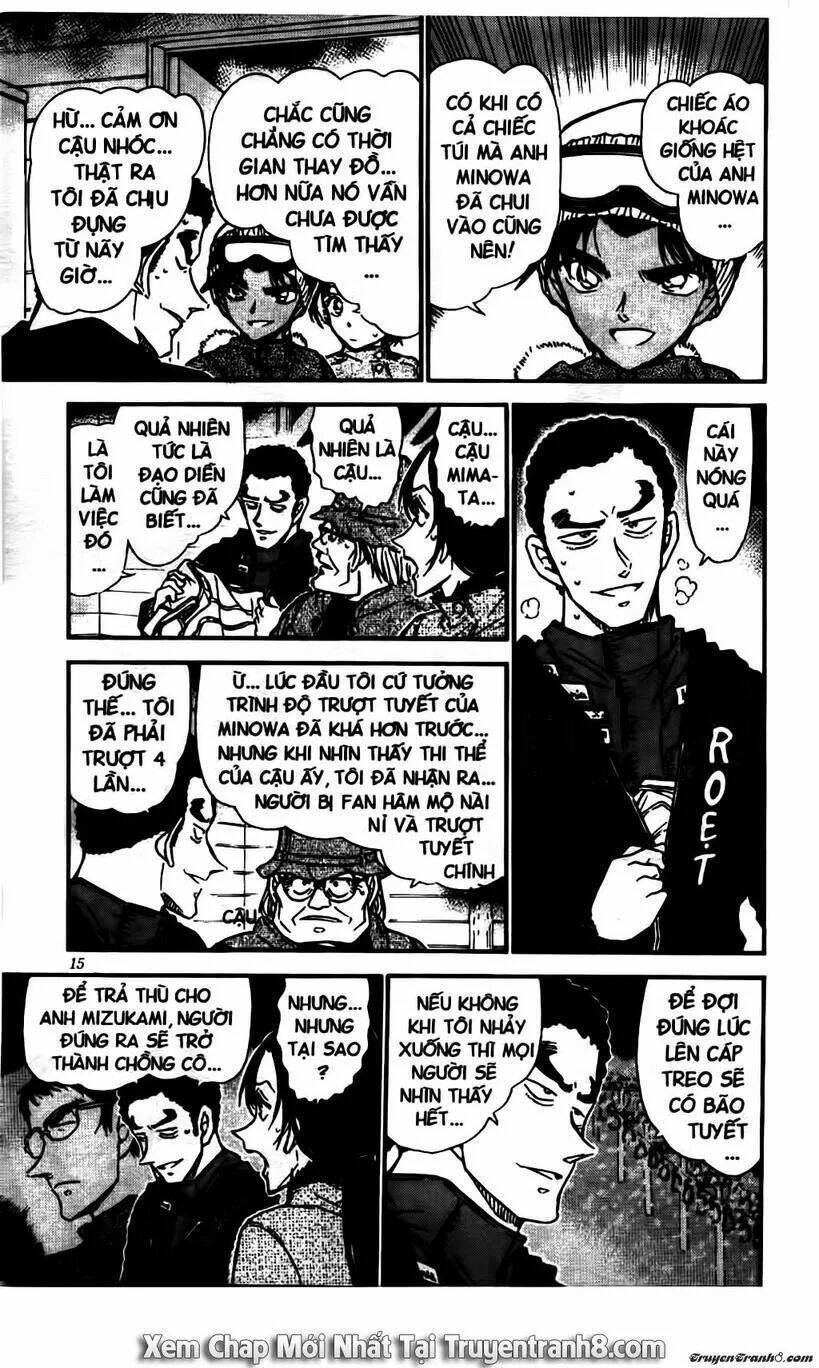 CHIẾC ÁO
KHOÁC
GIỐNG HỆT
CỦA ANH
MINOWA
...
CÓ KHI CÓ
CẢ CHIẾC
TÚI MÀ ANH
MINOWA
ĐÃ CHUI
VÀO CŨNG
NÊN!
CHẮC CŨNG
CHẲNG CÓ THỜI
GIAN THAY ĐỒ...
HƠN NỮA NÓ VẪN
CHƯA ĐƯỢC
TÌM THẤY
...
HỪ... CẢM ƠN
CẬU NHÓC...
THẬT RA
TÔI ĐÃ CHỊU
ĐỰNG
TỪ NÃY
GIỜ...
CÁI
NÀY
NÓNG
QUÁ
...
ROẸT
CẬU...
CẬU
MIMA-
TA...
QUẢ
NHIÊN LÀ
CẬU...
QUẢ NHIÊN
TỨC LÀ
ĐẠO DIỄN
CŨNG ĐÃ
BIẾT...
LÀ
TÔI
LÀM
VIỆC
ĐÓ
...
Ừ... LÚC ĐẦU TÔI CỨ TƯỞNG
TRÌNH ĐỘ TRƯỢT TUYẾT CỦA
MINOWA ĐÃ KHÁ HƠN TRƯỚC...
NHƯNG KHI NHÌN THẤY THI THỂ
CỦA CẬU ẤY, TÔI ĐÃ NHẬN RA...
NGƯỜI BỊ FAN HÂM MỘ NÀI
NỈ VÀ TRƯỢT
TUYẾT
CHÍNH
CẬU
ĐÚNG
THẾ... TÔI
ĐÃ PHẢI
TRƯỢT 4
LẦN...
15
ĐỂ ĐỢI
ĐÚNG LÚC
LÊN CÁP
TREO SẼ
CÓ BÃO
TUYẾT
...
NẾU KHÔNG
KHI TÔI NHẢY
XUỐNG THÌ MỌI
NGƯỜI SẼ
NHÌN THẤY
HẾT...
NHƯNG...
NHƯNG
TẠI SAO
?
ĐỂ TRẢ THÙ CHO
ANH MIZUKAMI, NGƯỜI
ĐÚNG RA SẼ TRỞ
THÀNH CHỒNG CÔ...
Xem Chap Mới Nhất Tại Truyentranh8.com
TruyenTranh8.com